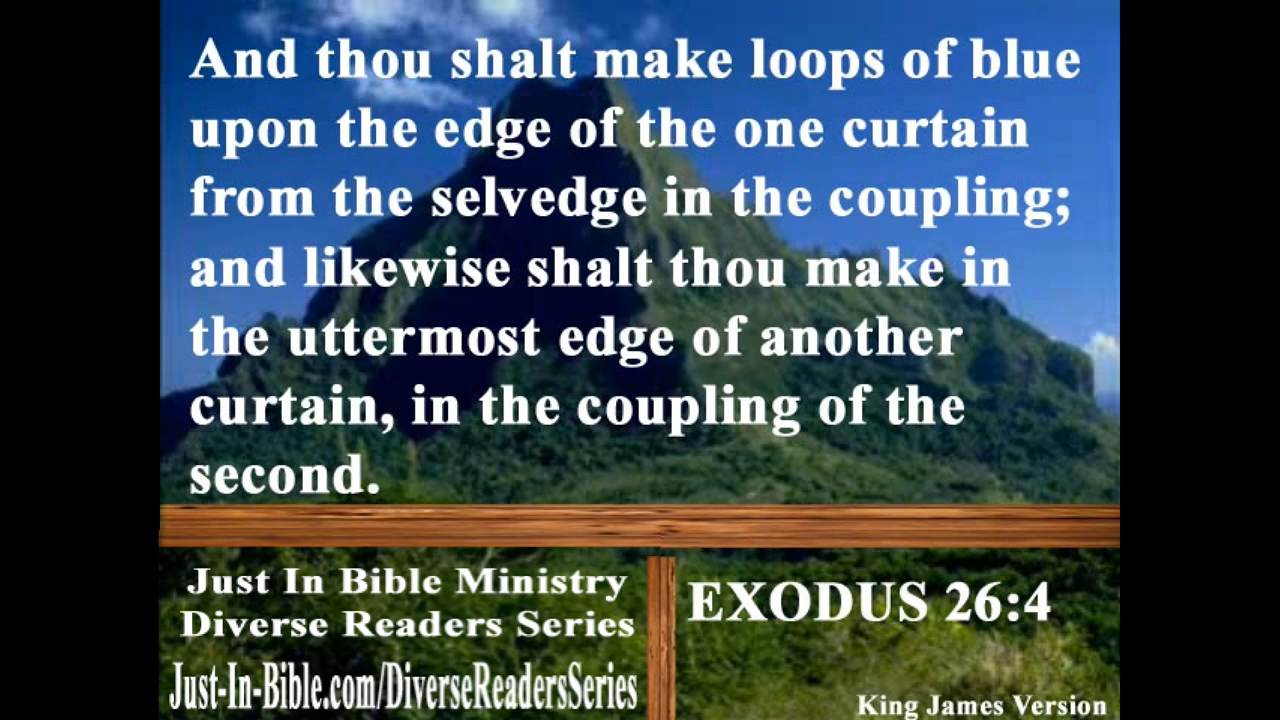 And thou shalt make loops of blue
upon the edge of the one curtain
from the selvedge in the coupling;
and likewise shalt thou make in
the uttermost edge of another
curtain, in the coupling of the
second.
Just In Bible Ministry
Diverse Readers Series
Just-In-Bible.com/DiverseReadersSeries
EXODUS 26:4
King James Version